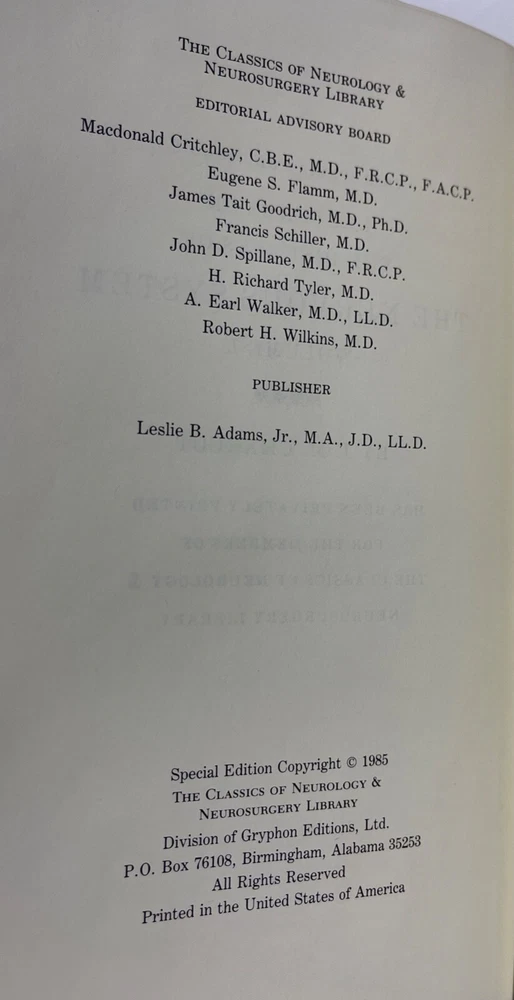 THE CLASSICS OF NEUROLOGY &
NEUROSURGERY LIBRARY
EDITORIAL ADVISORY BOARD
Macdonald Critchley, C.B.E., M.D., F.R.C.P., F.A.C.P.
Eugene S. Flamm, M.D.
James Tait Goodrich, M.D., Ph.D.
Francis Schiller, M.D.
John D. Spillane, M.D., F.R.C.P.
H. Richard Tyler, M.D.
A. Earl Walker, M.D., LL.D.
Robert H. Wilkins, M.D.
PUBLISHER
Leslie B. Adams, Jr., M.A., J.D., LL.D.
Special Edition Copyright © 1985
THE CLASSICS OF NEUROLOGY &
NEUROSURGERY LIBRARY
Division of Gryphon Editions, Ltd.
P.O. Box 76108, Birmingham, Alabama 35253
All Rights Reserved
Printed in the United States of America